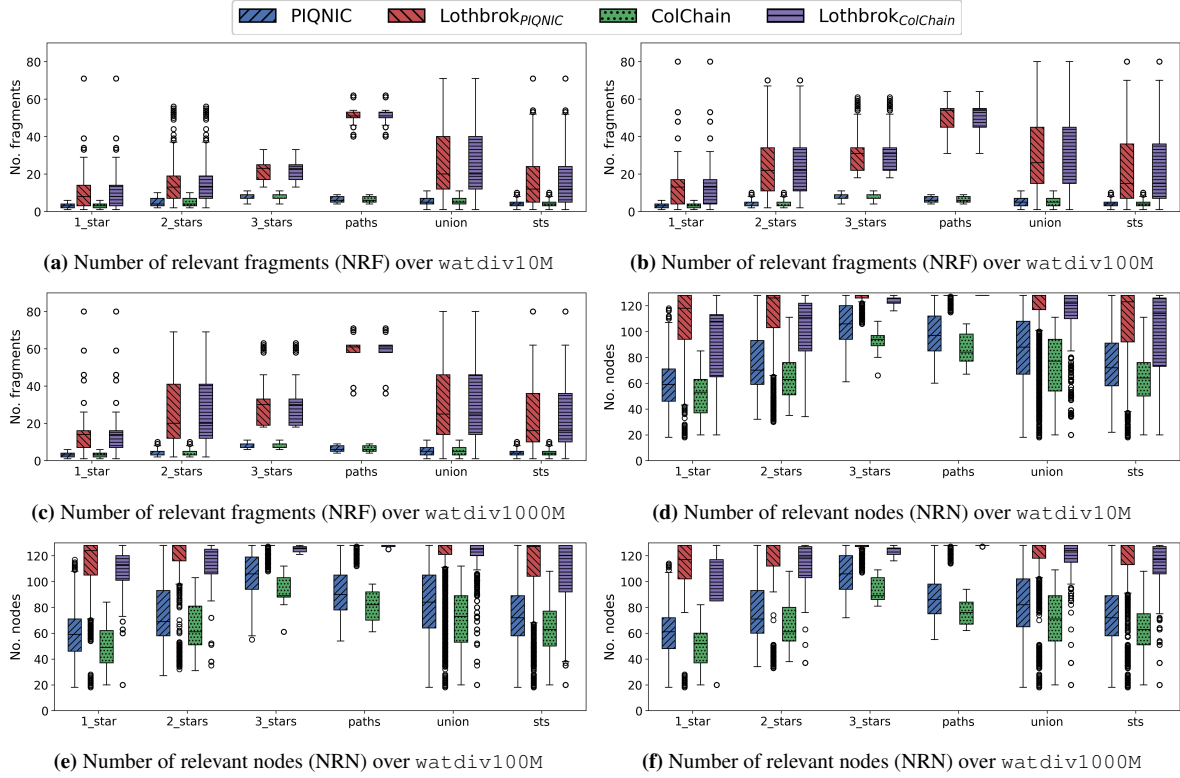 PIQNIC Lothbrok_PIQNIC ColChain Lothbrok_ColChain
No. fragments
80
60
40
20
0
1_star 2_stars 3_stars paths union sts
(a) Number of relevant fragments (NRF) over watdiv10M
No. fragments
80
60
40
20
0
1_star 2_stars 3_stars paths union sts
(b) Number of relevant fragments (NRF) over watdiv100M
No. fragments
80
60
40
20
0
1_star 2_stars 3_stars paths union sts
(c) Number of relevant fragments (NRF) over watdiv1000M
No. nodes
120
100
80
60
40
20
0
1_star 2_stars 3_stars paths union sts
(d) Number of relevant nodes (NRN) over watdiv10M
No. nodes
120
100
80
60
40
20
0
1_star 2_stars 3_stars paths union sts
(e) Number of relevant nodes (NRN) over watdiv100M
No. nodes
120
100
80
60
40
20
0
1_star 2_stars 3_stars paths union sts
(f) Number of relevant nodes (NRN) over watdiv1000M